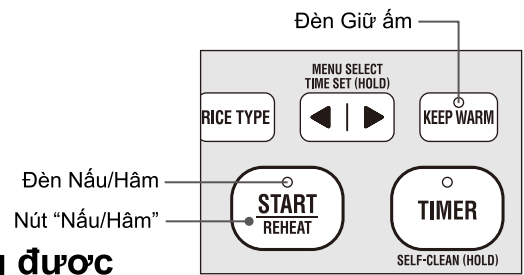 Đèn Giữ ấm
MENU SELECT
TIME SET (HOLD)
RICE TYPE
KEEP WARM
Đèn Nấu/Hâm
START
REHEAT
TIMER
Nút “Nấu/Hâm”
SELF-CLEAN (HOLD)
được